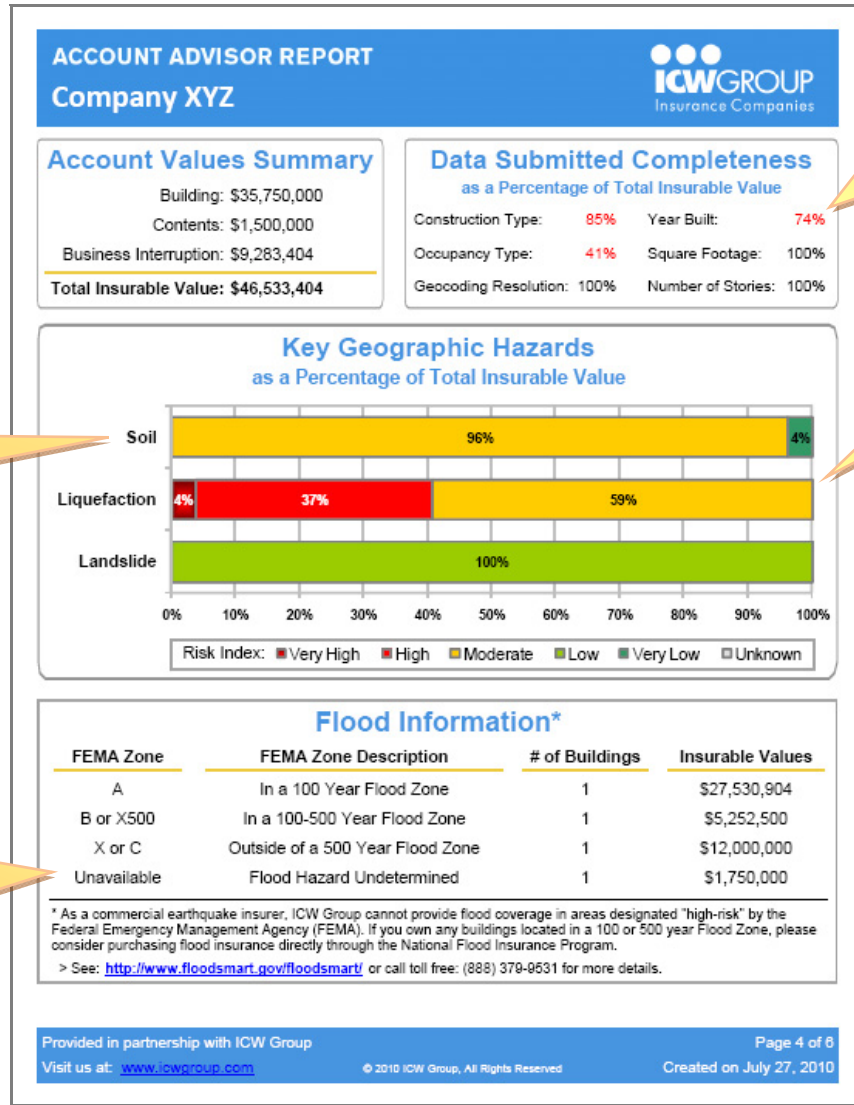 ACCOUNT ADVISOR REPORT
Company XYZ
ICWGROUP
Insurance Companies
Account Values Summary
Building: $35,750,000
Contents: $1,500,000
Business Interruption: $9,283,404
Total Insurable Value: $46,533,404
Data Submitted Completeness
as a Percentage of Total Insurable Value
Construction Type: 85% Year Built: 74%
Occupancy Type: 41% Square Footage: 100%
Geocoding Resolution: 100% Number of Stories: 100%
Key Geographic Hazards
as a Percentage of Total Insurable Value
Soil 96% 4%
Liquefaction 4% 37% 59%
Landslide 100%
0% 10% 20% 30% 40% 50% 60% 70% 80% 90% 100%
Risk Index: Very High High Moderate Low Very Low Unknown
Flood Information*
FEMA Zone FEMA Zone Description # of Buildings Insurable Values
A In a 100 Year Flood Zone 1 $27,530,904
B or X500 In a 100-500 Year Flood Zone 1 $5,252,500
X or C Outside of a 500 Year Flood Zone 1 $12,000,000
Unavailable Flood Hazard Undetermined 1 $1,750,000
* As a commercial earthquake insurer, ICW Group cannot provide flood coverage in areas designated "high-risk" by the
Federal Emergency Management Agency (FEMA). If you own any buildings located in a 100 or 500 year Flood Zone, please
consider purchasing flood insurance directly through the National Flood Insurance Program.
> See: http://www.floodsmart.gov/floodsmart/ or call toll free: (888) 379-9531 for more details.
Provided in partnership with ICW Group Page 4 of 6
Visit us at: www.icwgroup.com © 2010 ICW Group, All Rights Reserved Created on July 27, 2010